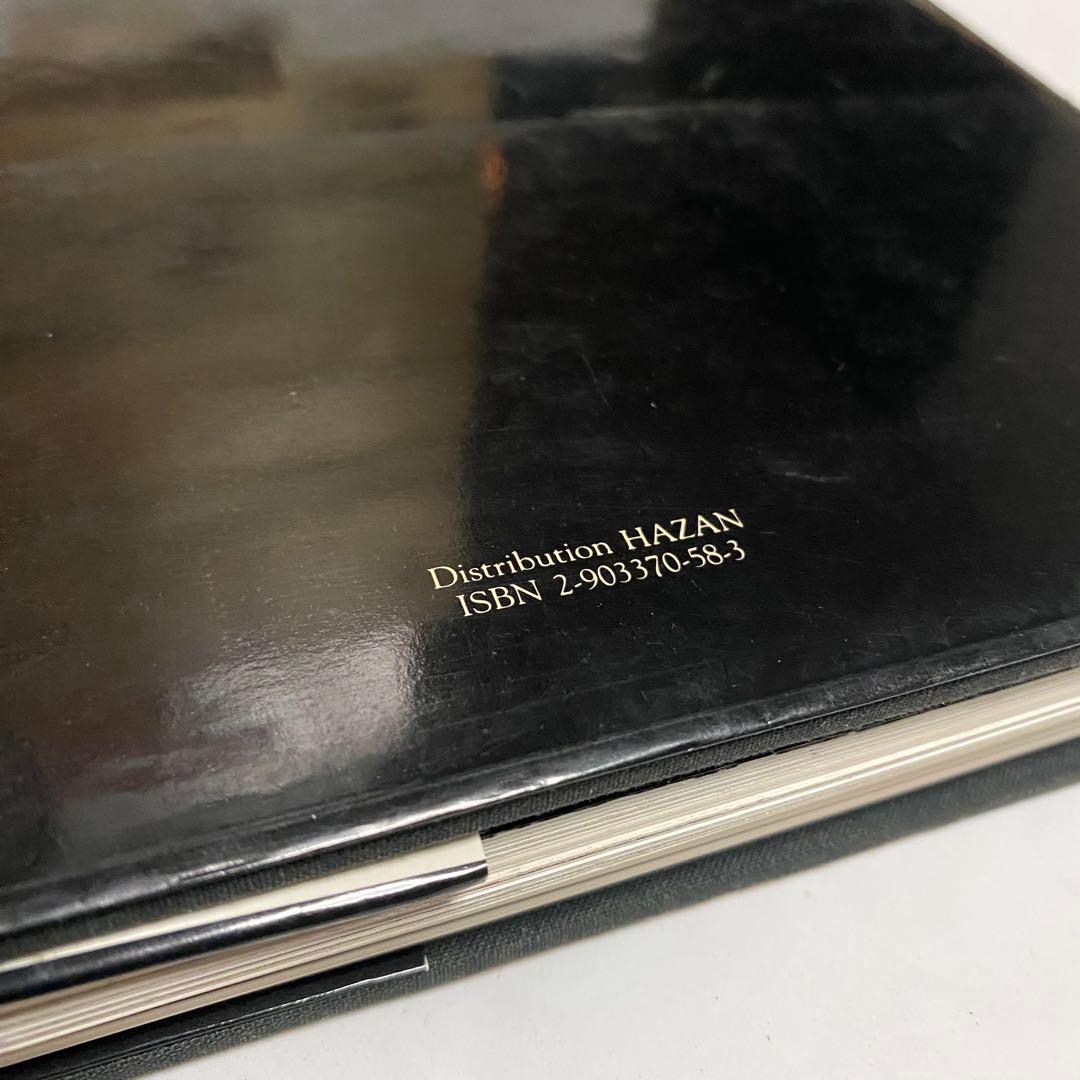 Distribution HAZAN
ISBN 2-903370-58-3